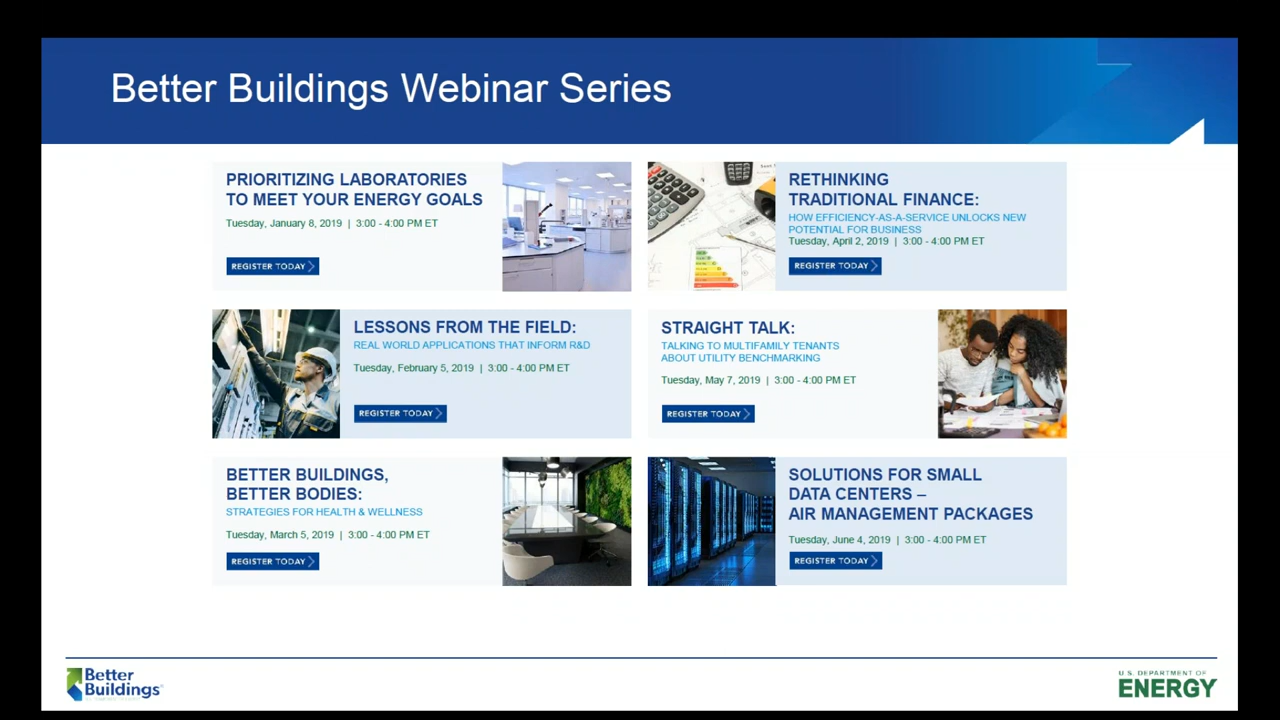 Better Buildings Webinar Series
PRIORITIZING LABORATORIES
TO MEET YOUR ENERGY GOALS
Tuesday, January 8, 2019 | 3:00 - 4:00 PM ET
REGISTER TODAY
RETHINKING
TRADITIONAL FINANCE:
HOW EFFICIENCY-AS-A-SERVICE UNLOCKS NEW
POTENTIAL FOR BUSINESS
Tuesday, April 2, 2019 | 3:00 - 4:00 PM ET
REGISTER TODAY
LESSONS FROM THE FIELD:
REAL WORLD APPLICATIONS THAT INFORM R&D
Tuesday, February 5, 2019 | 3:00 - 4:00 PM ET
REGISTER TODAY
STRAIGHT TALK:
TALKING TO MULTIFAMILY TENANTS
ABOUT UTILITY BENCHMARKING
Tuesday, May 7, 2019 | 3:00 - 4:00 PM ET
REGISTER TODAY
BETTER BUILDINGS,
BETTER BODIES:
STRATEGIES FOR HEALTH & WELLNESS
Tuesday, March 5, 2019 | 3:00 - 4:00 PM ET
REGISTER TODAY
SOLUTIONS FOR SMALL
DATA CENTERS –
AIR MANAGEMENT PACKAGES
Tuesday, June 4, 2019 | 3:00 - 4:00 PM ET
REGISTER TODAY
Better
Buildings
U.S. DEPARTMENT OF
ENERGY